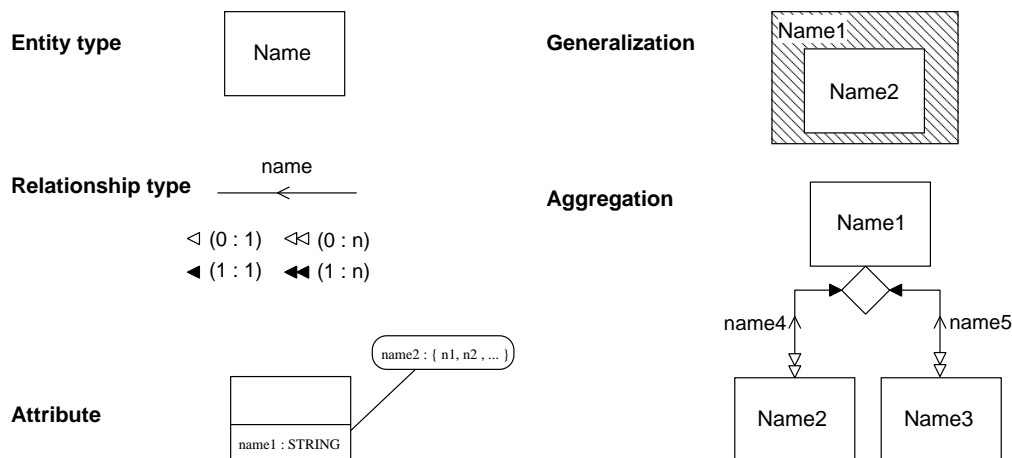 Entity type
Name
Relationship type
name
(0 : 1) (0 : n)
(1 : 1) (1 : n)
Attribute
name2 : { n1, n2 , ... }
name1 : STRING
Generalization
Name1
Name2
Aggregation
Name1
name4 name5
Name2 Name3